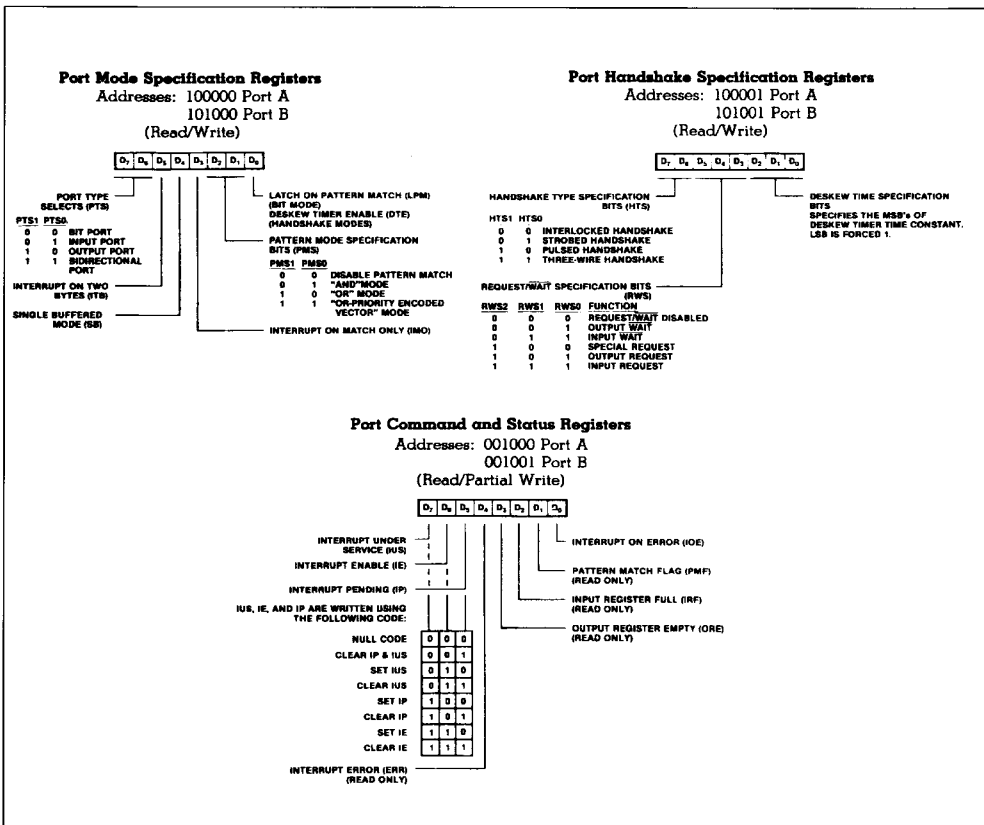 Port Mode Specification Registers
Addresses: 100000 Port A
101000 Port B
(Read/Write)
D7 D6 D5 D4 D3 D2 D1 D0
PORT TYPE
SELECTS (PTS)
PTS1 PTS0
0 0 BIT PORT
0 1 INPUT PORT
1 0 OUTPUT PORT
1 1 BIDIRECTIONAL
PORT
INTERRUPT ON TWO
BYTES (ITB)
SINGLE BUFFERED
MODE (SB)
LATCH ON PATTERN MATCH (LPM)
(BIT MODE)
DESKEW TIMER ENABLE (DTE)
(HANDSHAKE MODES)
PATTERN MODE SPECIFICATION
BITS (PMS)
PMS1 PMS0
0 0 DISABLE PATTERN MATCH
0 1 "AND" MODE
1 0 "OR" MODE
1 1 "OR-PRIORITY ENCODED
VECTOR" MODE
INTERRUPT ON MATCH ONLY (IMO)
Port Handshake Specification Registers
Addresses: 100001 Port A
101001 Port B
(Read/Write)
D7 D6 D5 D4 D3 D2 D1 D0
HANDSHAKE TYPE SPECIFICATION
BITS (HTS)
HTS1 HTS0
0 0 INTERLOCKED HANDSHAKE
0 1 STROBED HANDSHAKE
1 0 PULSED HANDSHAKE
1 1 THREE-WIRE HANDSHAKE
REQUEST/WAIT SPECIFICATION BITS
(RWS)
RWS2 RWS1 RWS0 FUNCTION
0 0 0 REQUEST/WAIT DISABLED
0 0 1 OUTPUT WAIT
0 1 1 INPUT WAIT
1 0 0 SPECIAL REQUEST
1 0 1 OUTPUT REQUEST
1 1 1 INPUT REQUEST
DESKEW TIME SPECIFICATION
BITS
SPECIFIES THE MSB's OF
DESKEW TIMER TIME CONSTANT.
LSB IS FORCED 1.
Port Command and Status Registers
Addresses: 001000 Port A
001001 Port B
(Read/Partial Write)
D7 D6 D5 D4 D3 D2 D1 D0
INTERRUPT UNDER
SERVICE (IUS)
INTERRUPT ENABLE (IE)
INTERRUPT PENDING (IP)
IUS, IE, AND IP ARE WRITTEN USING
THE FOLLOWING CODE:
NULL CODE 0 0 0
CLEAR IP & IUS 0 0 1
SET IUS 0 1 0
CLEAR IUS 0 1 1
SET IP 1 0 0
CLEAR IP 1 0 1
SET IE 1 1 0
CLEAR IE 1 1 1
INTERRUPT ERROR (ERR)
(READ ONLY)
INTERRUPT ON ERROR (IOE)
PATTERN MATCH FLAG (PMF)
(READ ONLY)
INPUT REGISTER FULL (IRF)
(READ ONLY)
OUTPUT REGISTER EMPTY (ORE)
(READ ONLY)